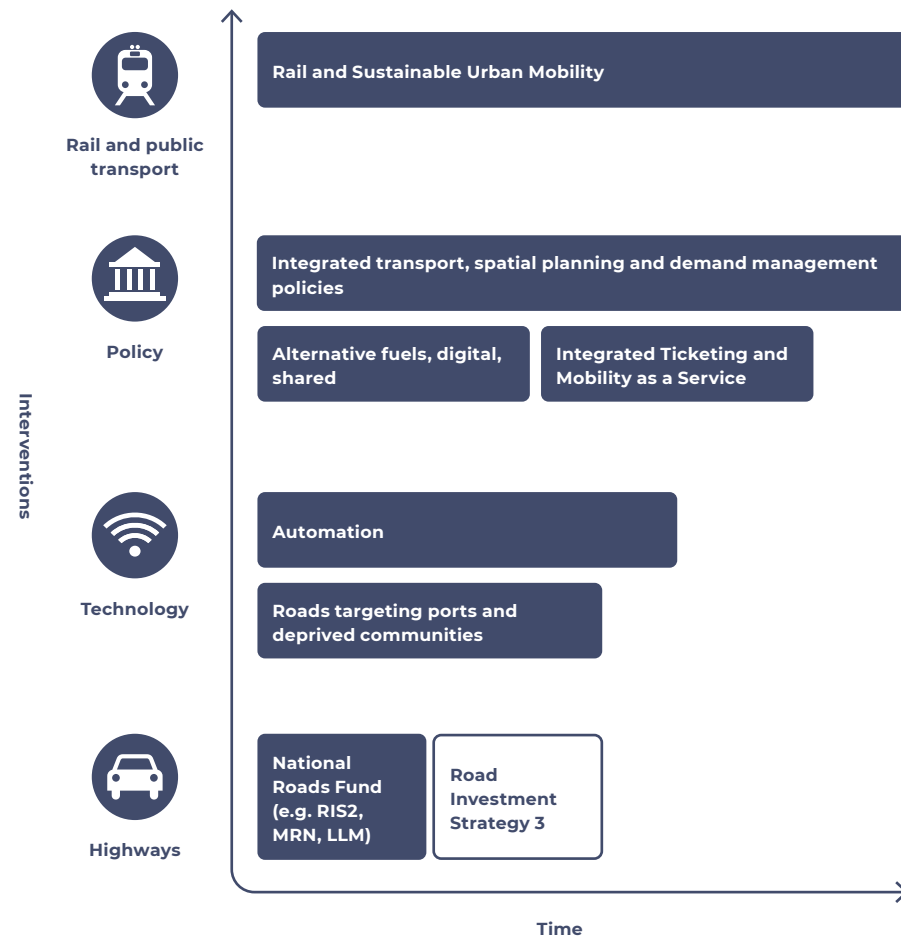 Rail and Sustainable Urban Mobility
Rail and public
transport
Integrated transport, spatial planning and demand management
policies
Policy
Alternative fuels, digital,
shared
Integrated Ticketing and
Mobility as a Service
Interventions
Automation
Technology
Roads targeting ports and
deprived communities
National
Roads Fund
(e.g. RIS2,
MRN, LLM)
Road
Investment
Strategy 3
Highways
Time